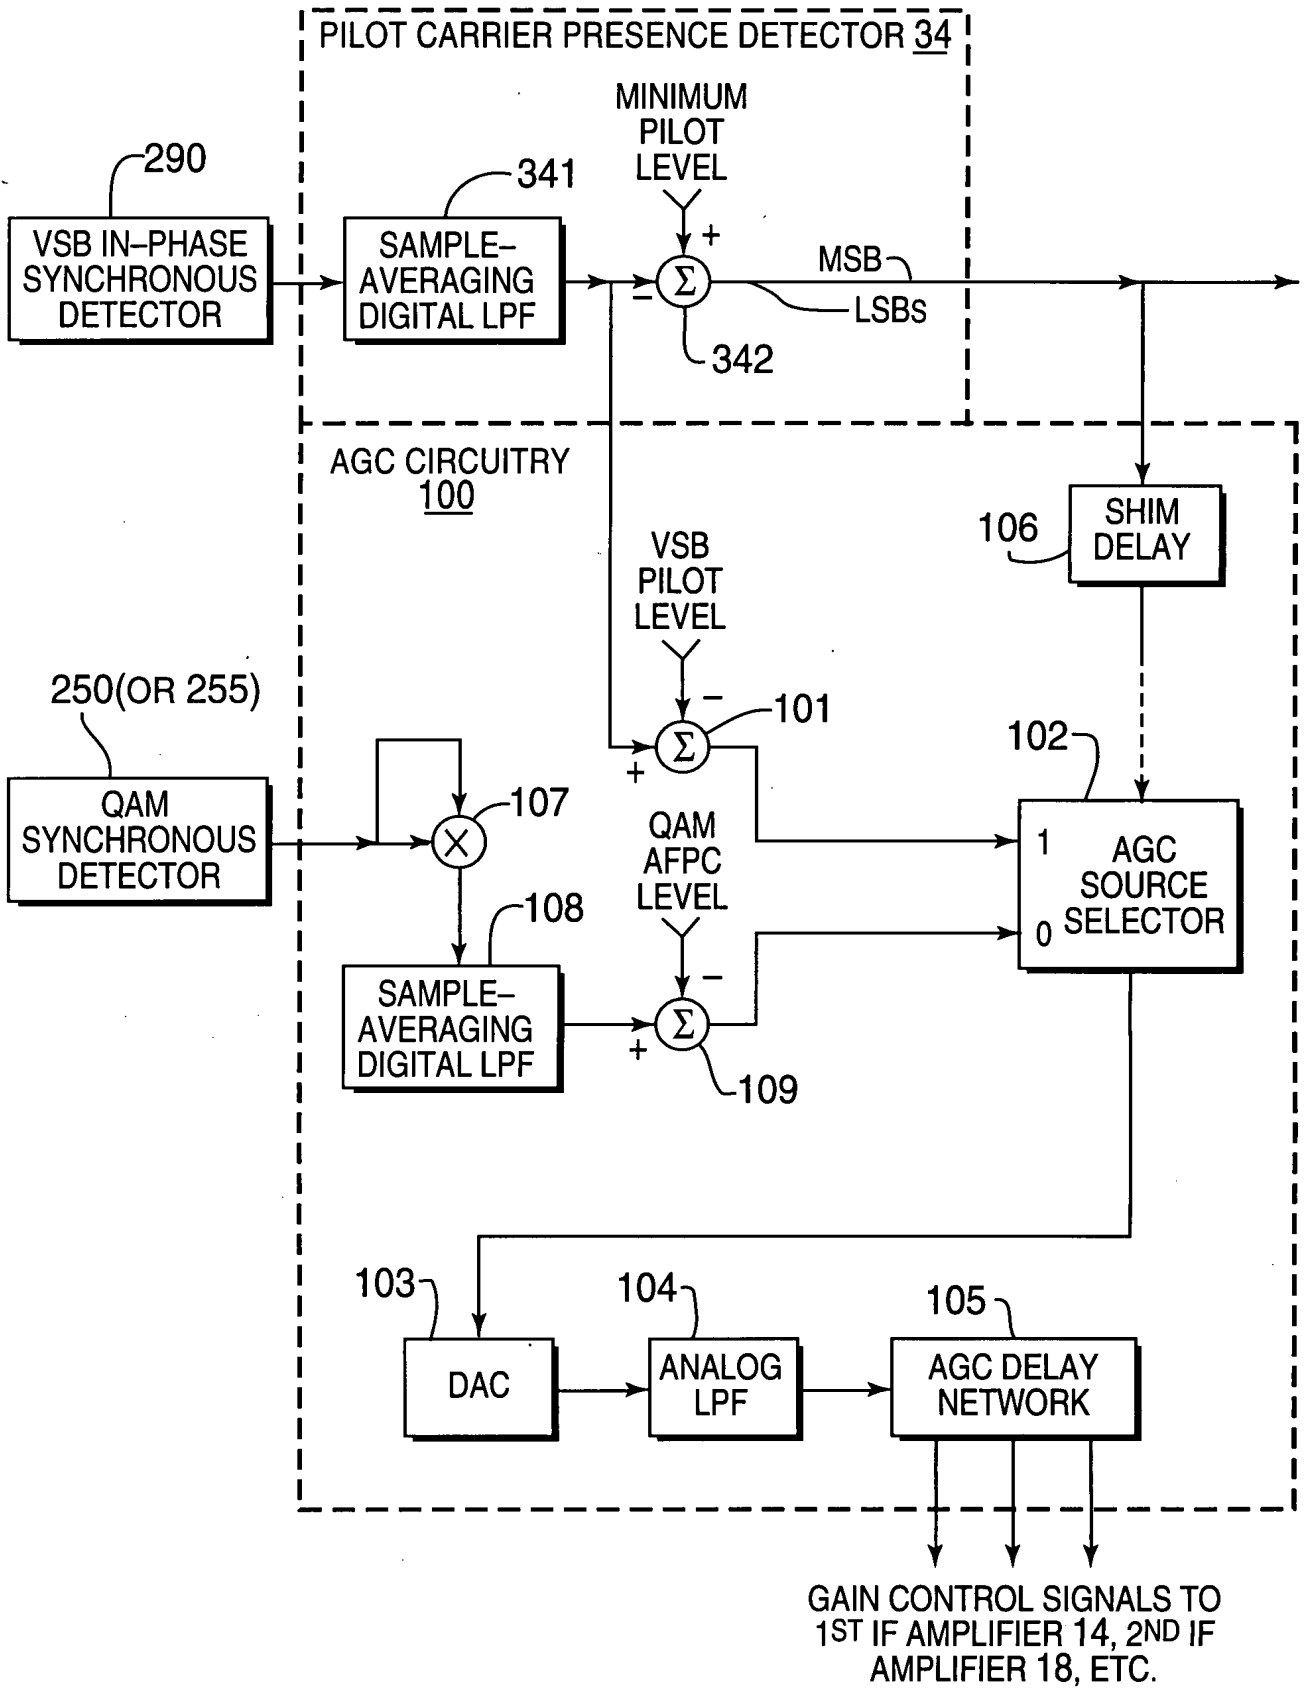 PILOT CARRIER PRESENCE DETECTOR 34
MINIMUM
PILOT
LEVEL
290
341
VSB IN–PHASE
SYNCHRONOUS
DETECTOR
SAMPLE–
AVERAGING
DIGITAL LPF
+
–
Σ
342
MSB
LSBs
AGC CIRCUITRY
100
106
SHIM
DELAY
VSB
PILOT
LEVEL
–
101
+
Σ
250(OR 255)
QAM
SYNCHRONOUS
DETECTOR
107
×
QAM
AFPC
LEVEL
102
1
0
AGC
SOURCE
SELECTOR
108
SAMPLE–
AVERAGING
DIGITAL LPF
–
+
Σ
109
103
DAC
104
ANALOG
LPF
105
AGC DELAY
NETWORK
GAIN CONTROL SIGNALS TO
1ST IF AMPLIFIER 14, 2ND IF
AMPLIFIER 18, ETC.